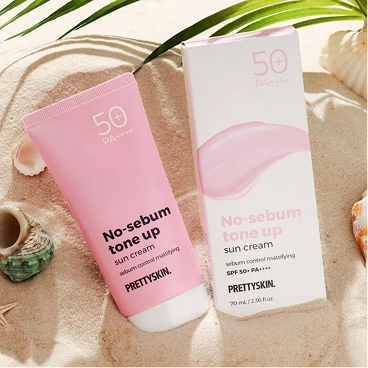 50+
PA++++
No-sebum
tone up
sun cream
sebum control mattifying
PRETTYSKIN.
50+
PA++++
No-sebum
tone up
sun cream
sebum control mattifying
SPF 50+ PA++++
PRETTYSKIN.
70 mL / 2.36 fl.oz.